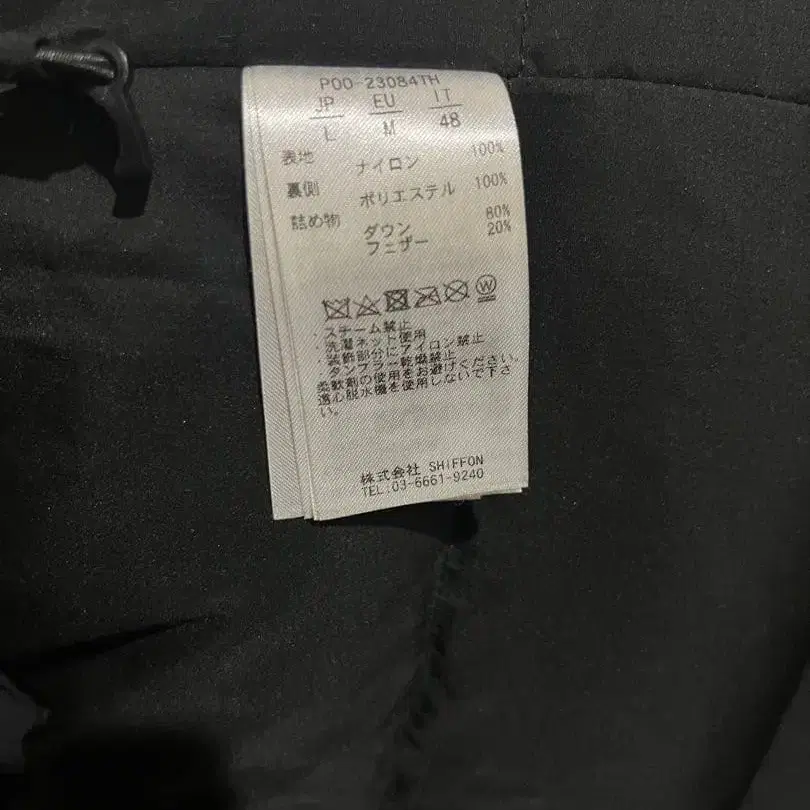 P00-23084TH
JP EU IT
L M 48
表地 ナイロン 100%
裏側 ポリエステル 100%
詰め物 ダウン 80%
フェザー 20%
W
・スチーム禁止
・洗濯ネット使用
・装飾部分にアイロン禁止
・タンブラー乾燥禁止
柔軟剤の使用をお避けください。
遠心脱水機を使用しないで下さ
い。
株式会社 SHIFFON
TEL:03-6661-9240